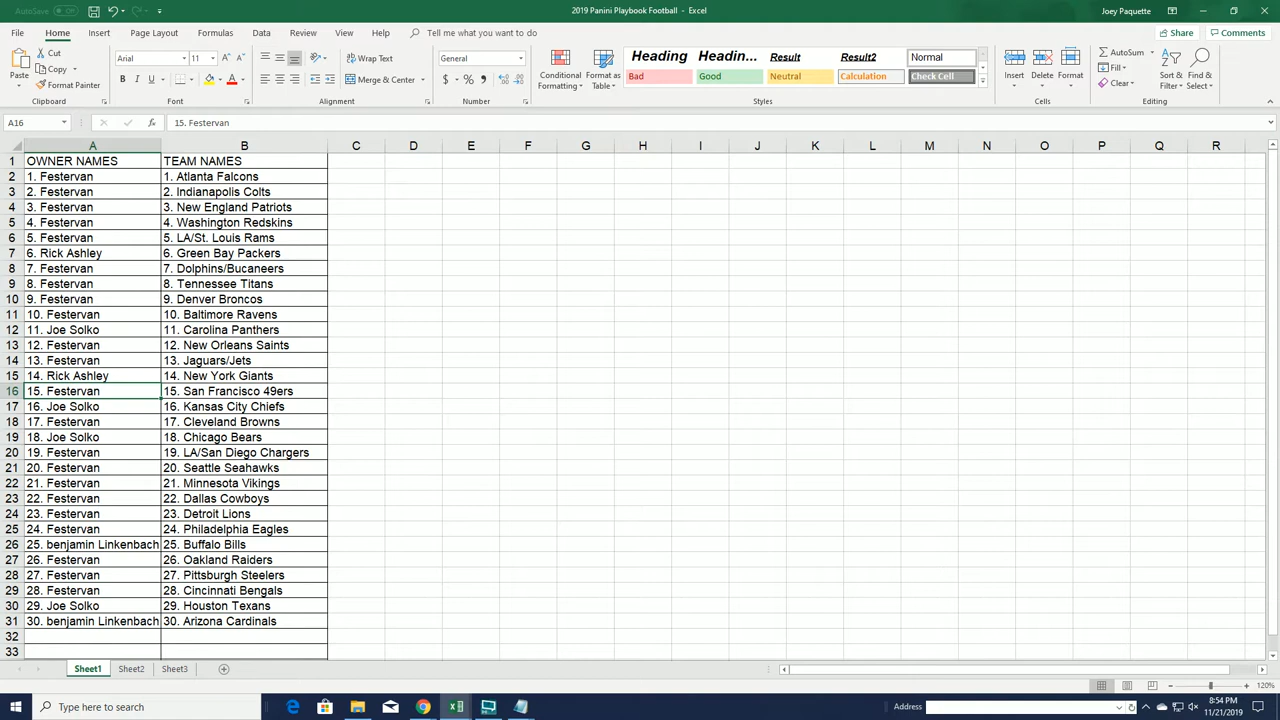 AutoSave Off
2019 Panini Playbook Football - Excel
Joey Paquette
File Home Insert Page Layout Formulas Data Review View Help Tell me what you want to do
Share Comments
Paste
Cut
Copy
Format Painter
Clipboard
Arial 11
B I U
Font
Wrap Text
Merge & Center
Alignment
General
$ % ,
Number
Conditional Formatting
Format as Table
Heading Headin... Result Result2 Normal
Bad Good Neutral Calculation Check Cell
Styles
Insert Delete Format
Cells
AutoSum
Fill
Clear
Sort & Filter
Find & Select
Editing
A16 fx 15. Festervan
A B C D E F G H I J K L M N O P Q R
1 OWNER NAMES TEAM NAMES
2 1. Festervan 1. Atlanta Falcons
3 2. Festervan 2. Indianapolis Colts
4 3. Festervan 3. New England Patriots
5 4. Festervan 4. Washington Redskins
6 5. Festervan 5. LA/St. Louis Rams
7 6. Rick Ashley 6. Green Bay Packers
8 7. Festervan 7. Dolphins/Bucaneers
9 8. Festervan 8. Tennessee Titans
10 9. Festervan 9. Denver Broncos
11 10. Festervan 10. Baltimore Ravens
12 11. Joe Solko 11. Carolina Panthers
13 12. Festervan 12. New Orleans Saints
14 13. Festervan 13. Jaguars/Jets
15 14. Rick Ashley 14. New York Giants
16 15. Festervan 15. San Francisco 49ers
17 16. Joe Solko 16. Kansas City Chiefs
18 17. Festervan 17. Cleveland Browns
19 18. Joe Solko 18. Chicago Bears
20 19. Festervan 19. LA/San Diego Chargers
21 20. Festervan 20. Seattle Seahawks
22 21. Festervan 21. Minnesota Vikings
23 22. Festervan 22. Dallas Cowboys
24 23. Festervan 23. Detroit Lions
25 24. Festervan 24. Philadelphia Eagles
26 25. benjamin Linkenbach 25. Buffalo Bills
27 26. Festervan 26. Oakland Raiders
28 27. Festervan 27. Pittsburgh Steelers
29 28. Festervan 28. Cincinnati Bengals
30 29. Joe Solko 29. Houston Texans
31 30. benjamin Linkenbach 30. Arizona Cardinals
32
33
Sheet1 Sheet2 Sheet3
120%
Type here to search
Address
8:54 PM
11/21/2019